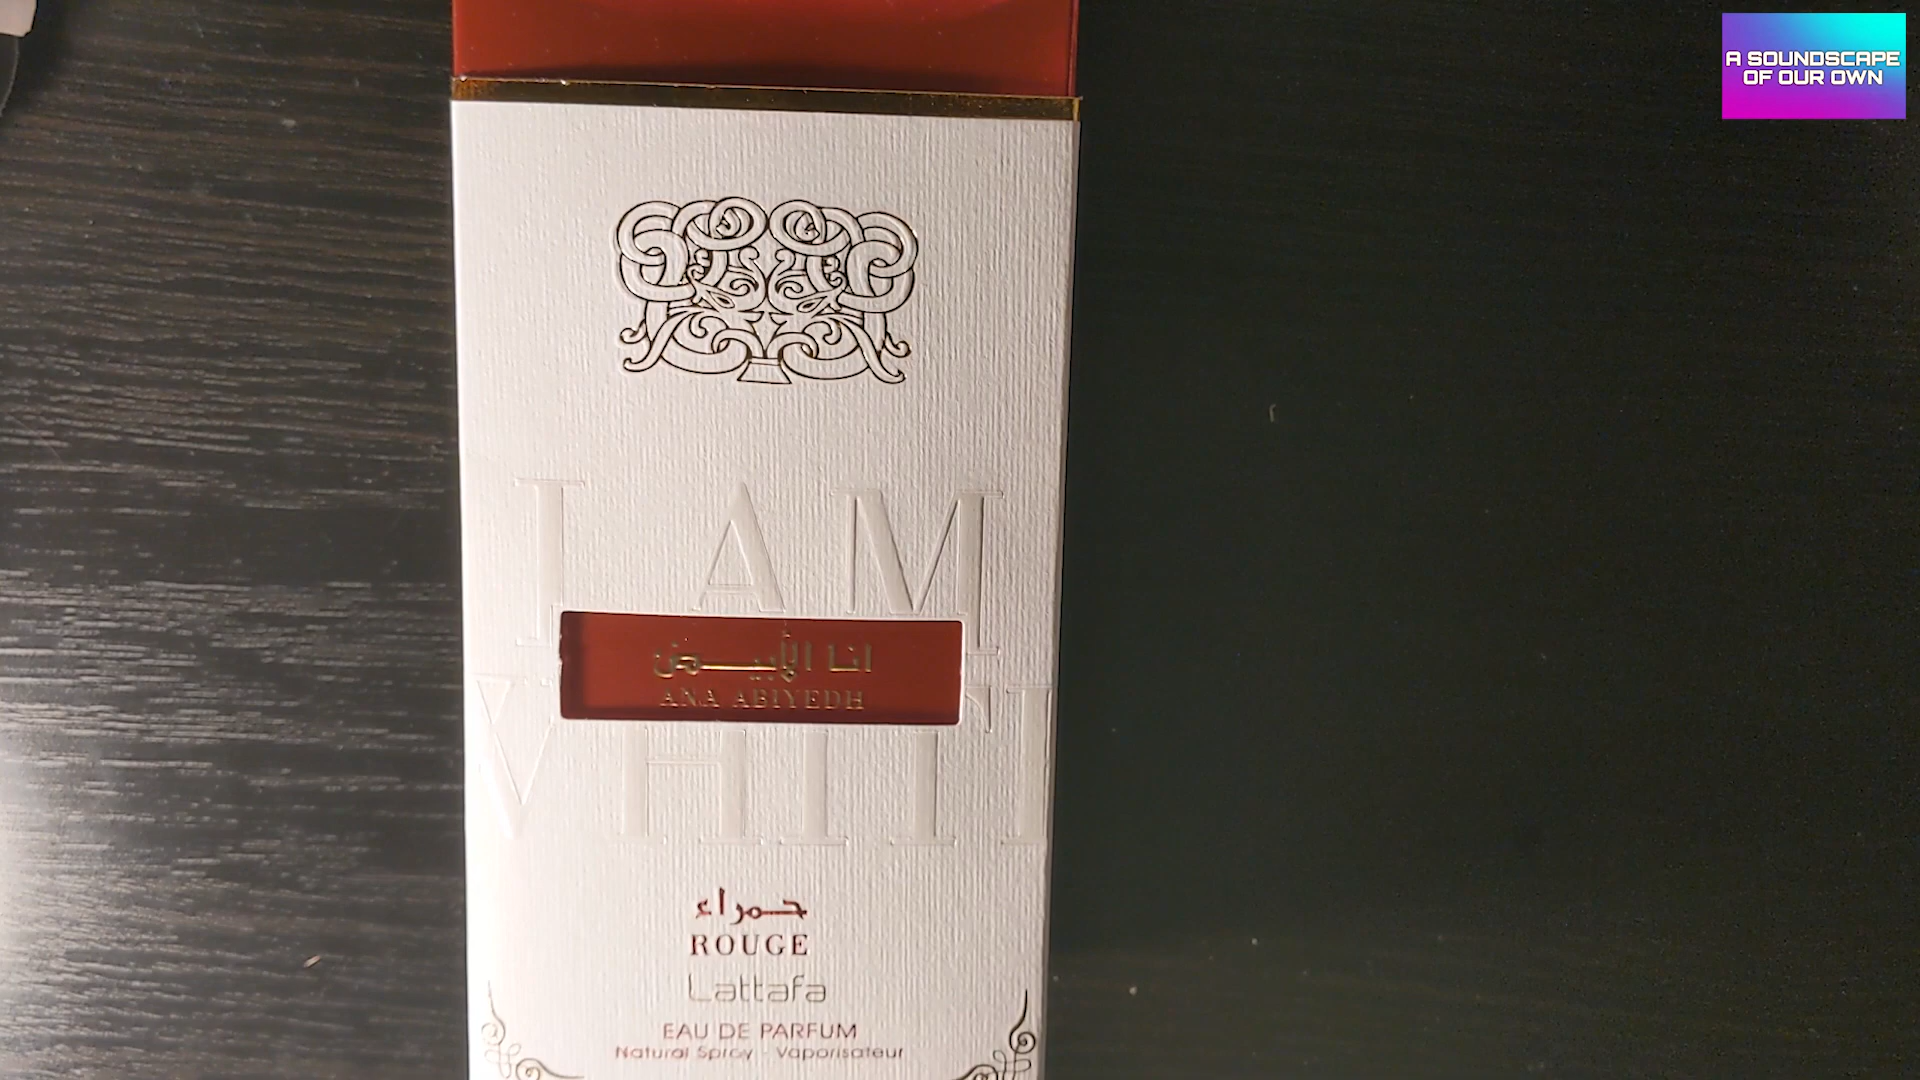 A SOUNDSCAPE
OF OUR OWN
I AM
انا الأبيض
ANA ABIYEDH
WHITE
حمراء
ROUGE
Lattafa
EAU DE PARFUM
Natural Spray - Vaporisateur